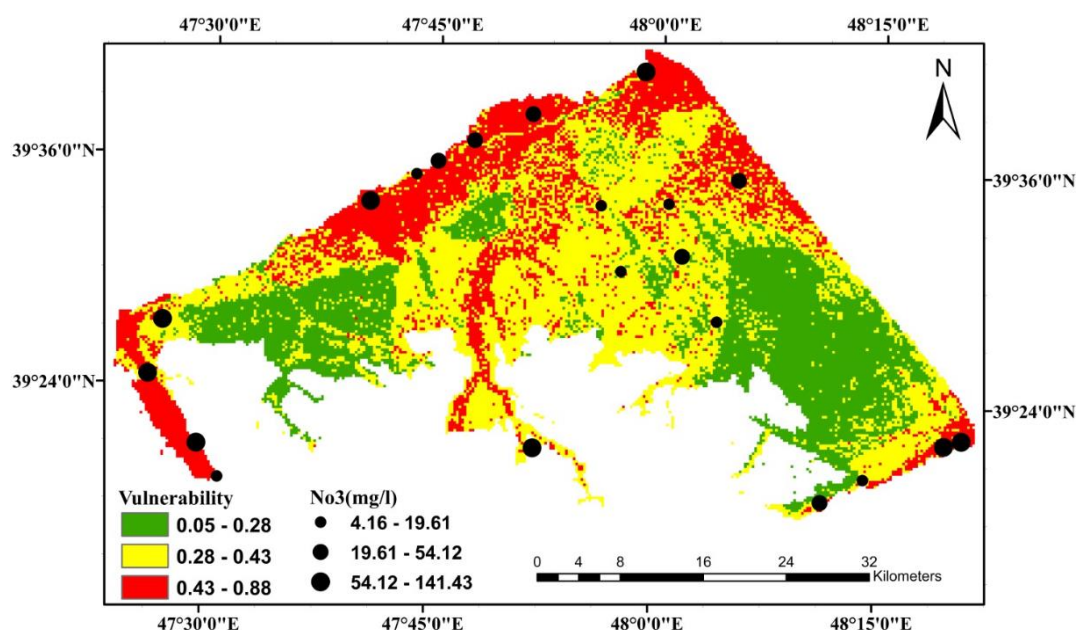 47°30'0"E 47°45'0"E 48°0'0"E 48°15'0"E
N
39°36'0"N 39°36'0"N
39°24'0"N 39°24'0"N
Vulnerability No3(mg/l)
0.05 - 0.28 4.16 - 19.61
0.28 - 0.43 19.61 - 54.12
0.43 - 0.88 54.12 - 141.43
0 4 8 16 24 32
Kilometers
47°30'0"E 47°45'0"E 48°0'0"E 48°15'0"E